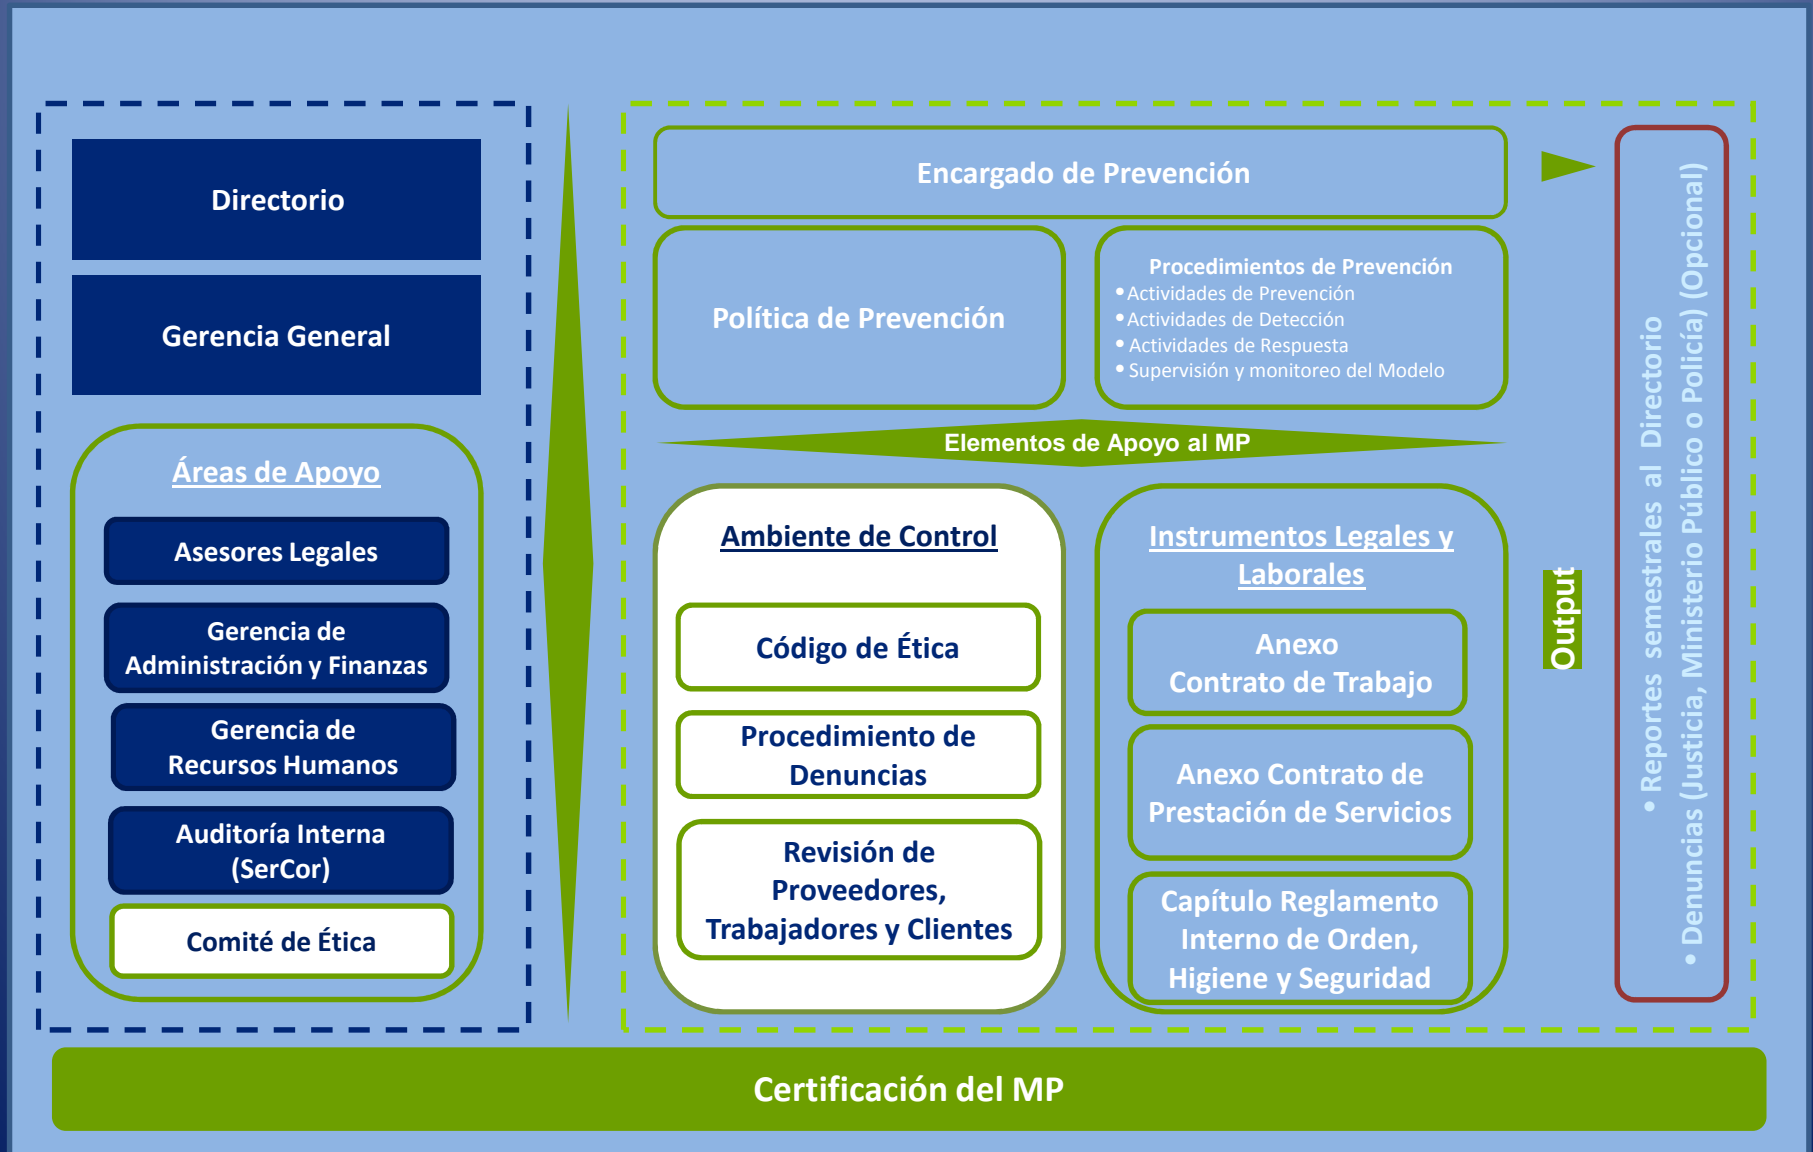 Directorio
Gerencia General
Áreas de Apoyo
Asesores Legales
Gerencia de
Administración y Finanzas
Gerencia de
Recursos Humanos
Auditoría Interna
(SerCor)
Comité de Ética
Encargado de Prevención
Política de Prevención
Procedimientos de Prevención
• Actividades de Prevención
• Actividades de Detección
• Actividades de Respuesta
• Supervisión y monitoreo del Modelo
Elementos de Apoyo al MP
Ambiente de Control
Código de Ética
Procedimiento de
Denuncias
Revisión de
Proveedores,
Trabajadores y Clientes
Instrumentos Legales y
Laborales
Anexo
Contrato de Trabajo
Anexo Contrato de
Prestación de Servicios
Capítulo Reglamento
Interno de Orden,
Higiene y Seguridad
Output
• Reportes semestrales al Directorio
• Denuncias (Justicia, Ministerio Público o Policía) (Opcional)
Certificación del MP